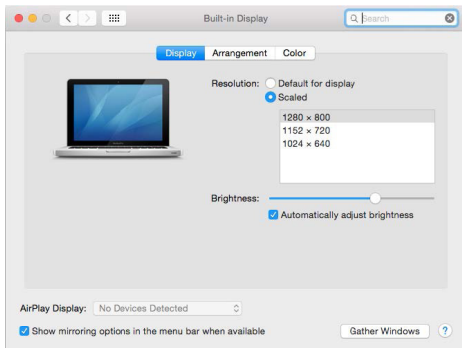 Built-in Display
Search
Display Arrangement Color
Resolution: Default for display
Scaled
1280 × 800
1152 × 720
1024 × 640
Brightness:
Automatically adjust brightness
AirPlay Display: No Devices Detected
Show mirroring options in the menu bar when available
Gather Windows ?